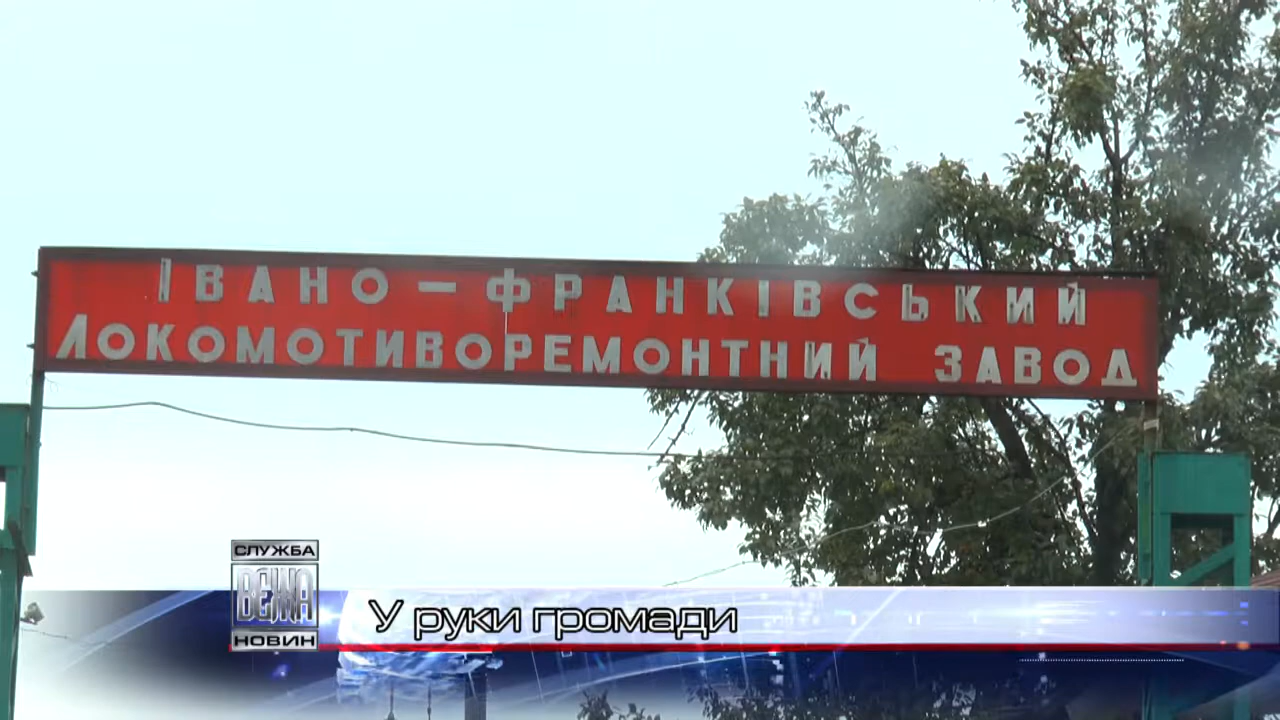 ІВАНО-ФРАНКІВСЬКИЙ
ЛОКОМОТИВОРЕМОНТНИЙ ЗАВОД
СЛУЖБА
ВЕЖА
НОВИН
У руки громади